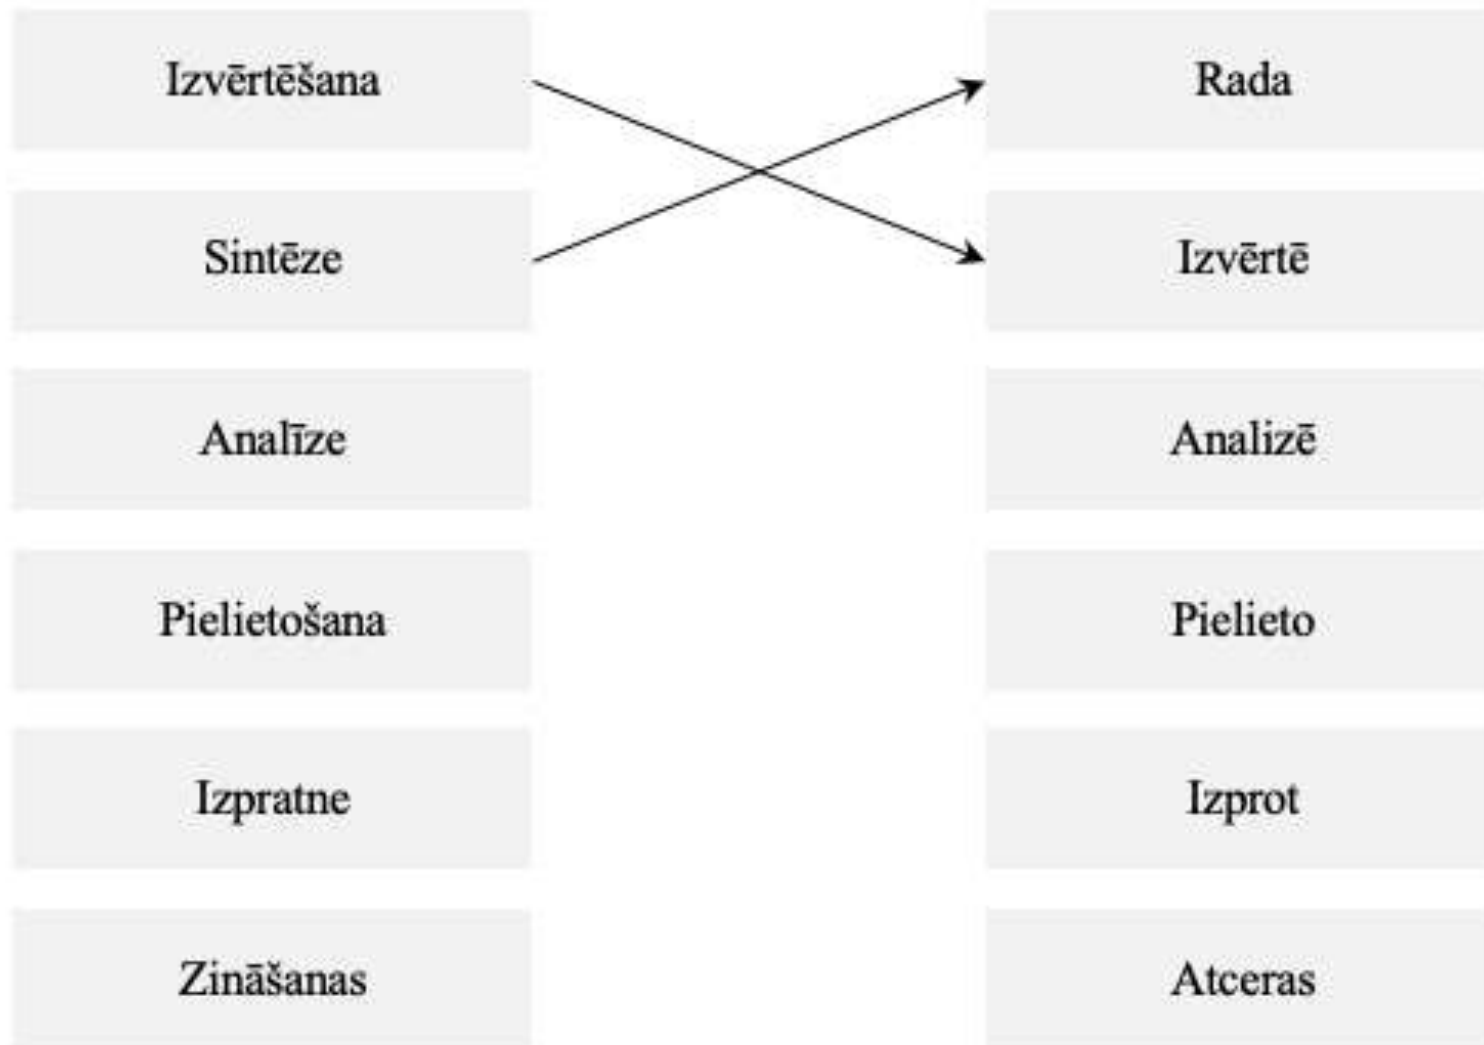 Izvērtēšana
Rada
Sintēze
Izvērtē
Analīze
Analizē
Pielietošana
Pielieto
Izpratne
Izprot
Zināšanas
Atceras